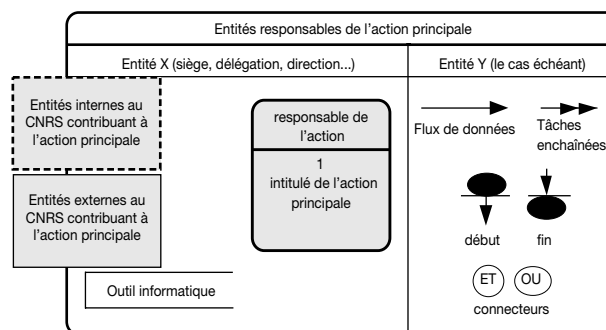 Entités responsables de l'action principale
Entité X (siège, délégation, direction...)
Entité Y (le cas échéant)
Entités internes au
CNRS contribuant à
l'action principale
responsable de
l'action
1
intitulé de l'action
principale
Entités externes au
CNRS contribuant à
l'action principale
Outil informatique
Flux de données
Tâches
enchaînées
début
fin
ET
OU
connecteurs